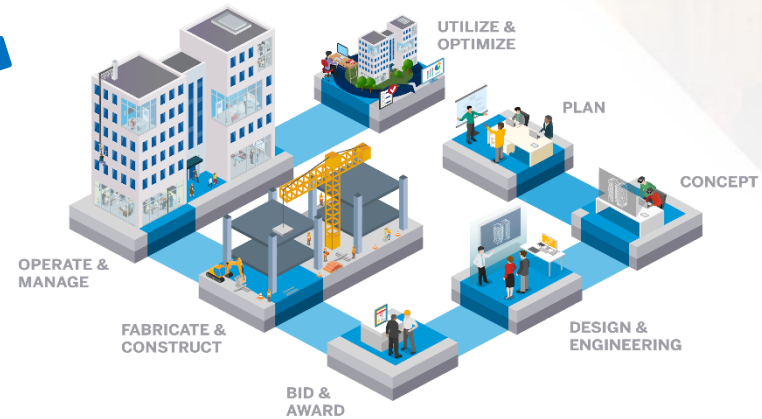 UTILIZE &
OPTIMIZE
PLAN
CONCEPT
OPERATE &
MANAGE
FABRICATE &
CONSTRUCT
DESIGN &
ENGINEERING
BID &
AWARD